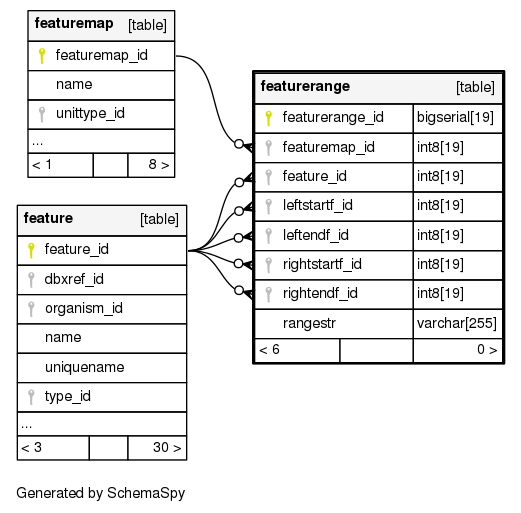 featuremap [table]
featuremap_id
name
unittype_id
...
< 1 8 >
featurerange [table]
featurerange_id bigserial[19]
featuremap_id int8[19]
feature_id int8[19]
leftstartf_id int8[19]
leftendf_id int8[19]
rightstartf_id int8[19]
rightendf_id int8[19]
rangestr varchar[255]
< 6 0 >
feature [table]
feature_id
dbxref_id
organism_id
name
uniquename
type_id
...
< 3 30 >
Generated by SchemaSpy